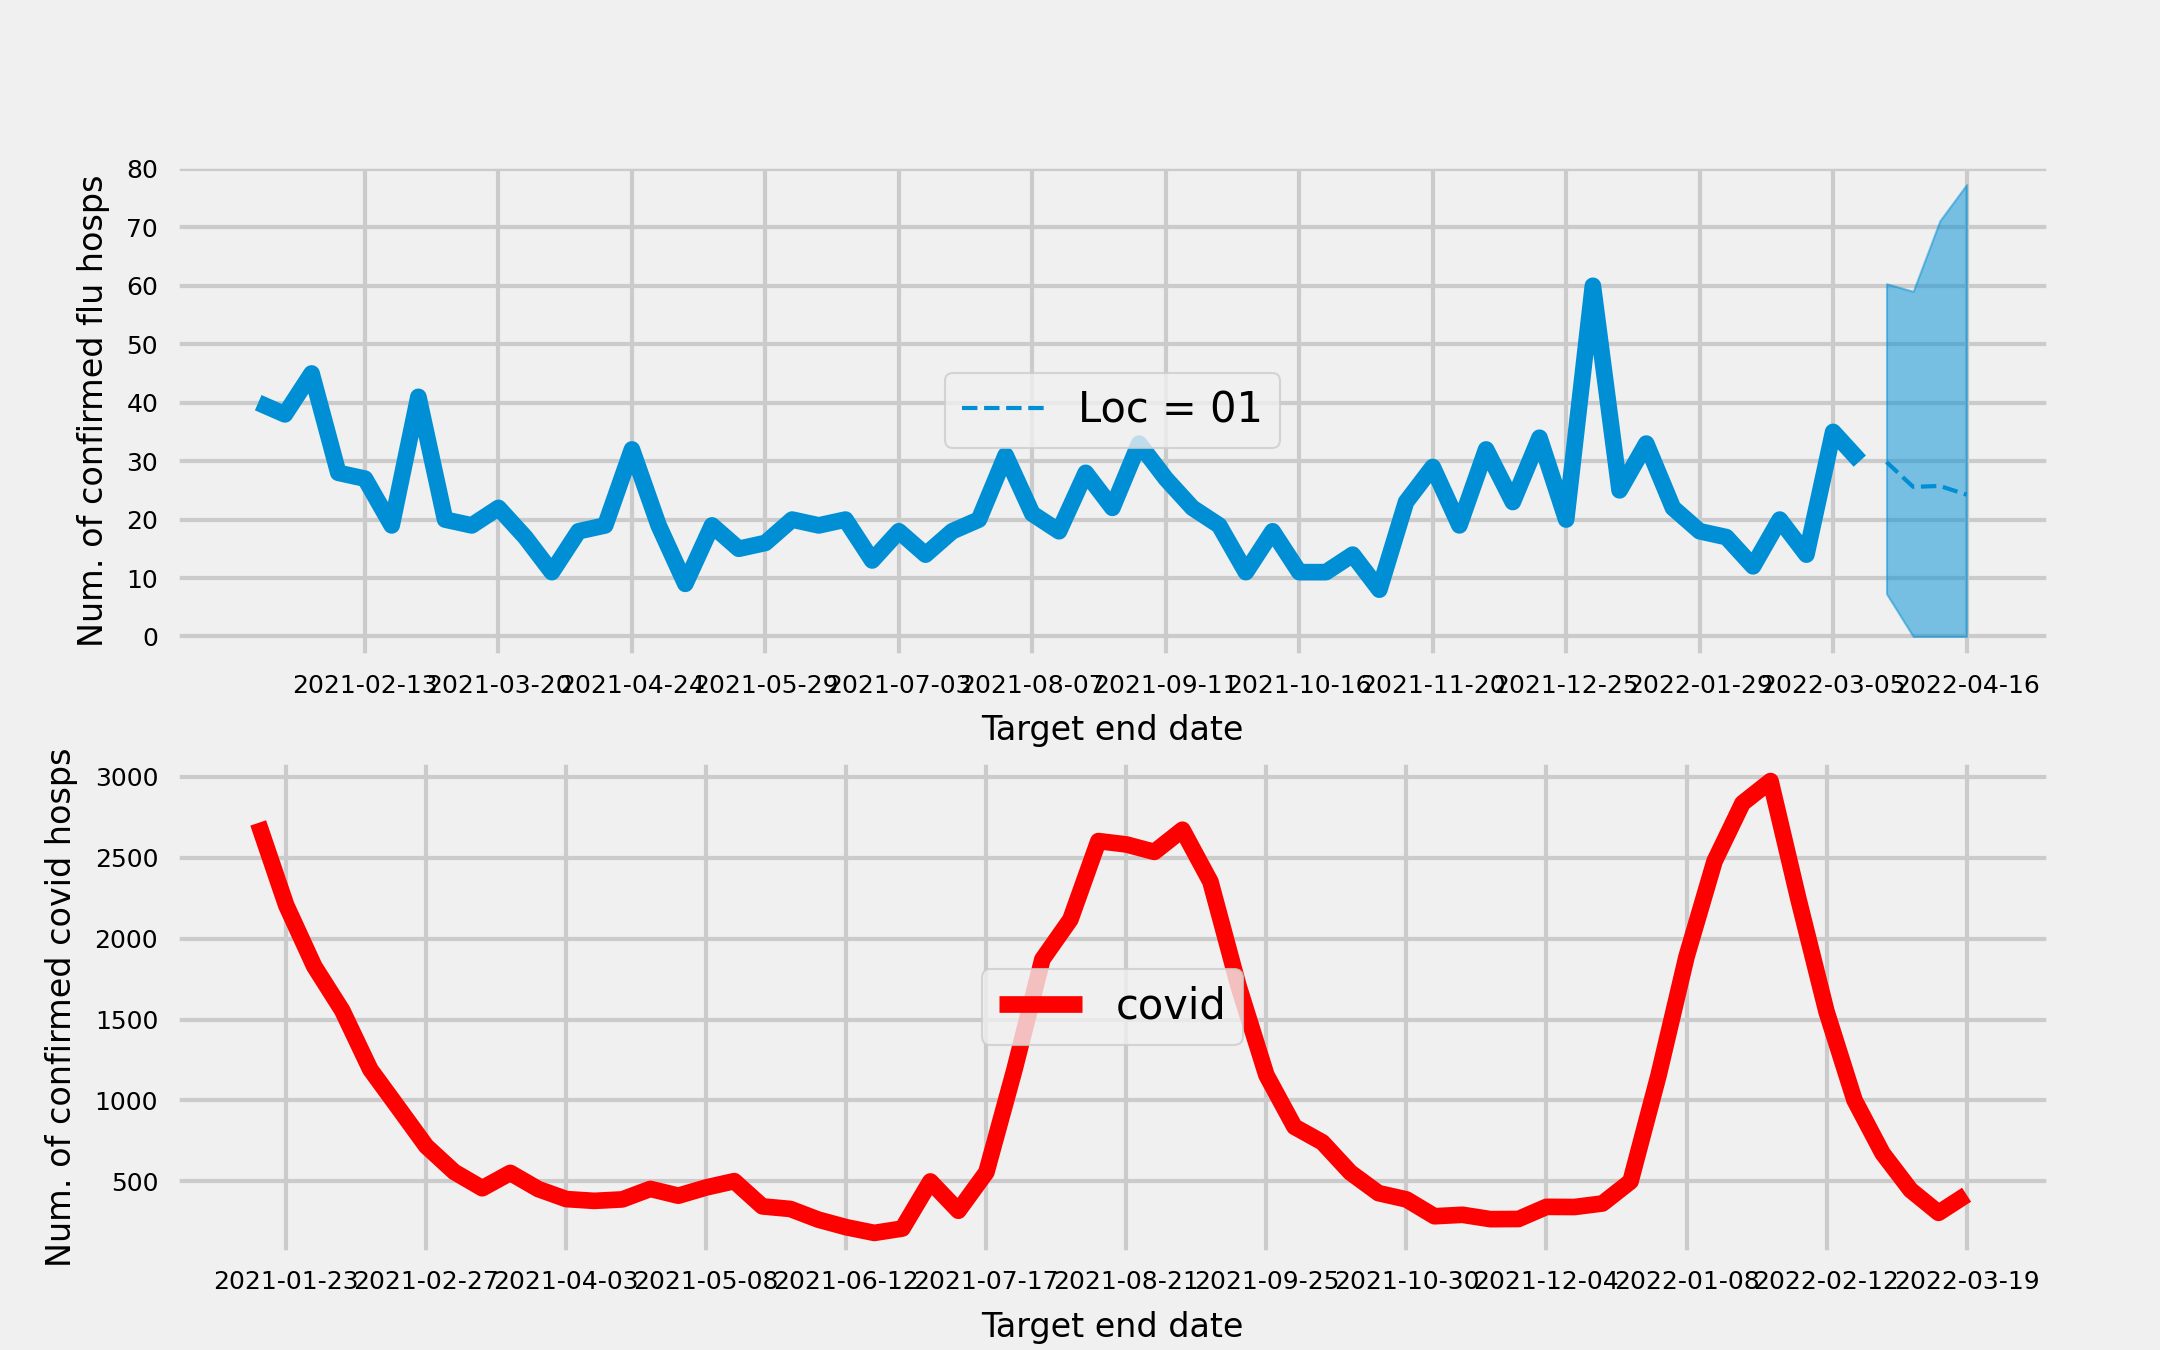 80
70
60
50
40
30
20
10
0
Num. of confirmed flu hosps
Loc = 01
2021-02-13 2021-03-20 2021-04-24 2021-05-29 2021-07-03 2021-08-07 2021-09-11 2021-10-16 2021-11-20 2021-12-25 2022-01-29 2022-03-05 2022-04-16
Target end date
3000
2500
2000
1500
1000
500
Num. of confirmed covid hosps
covid
2021-01-23 2021-02-27 2021-04-03 2021-05-08 2021-06-12 2021-07-17 2021-08-21 2021-09-25 2021-10-30 2021-12-04 2022-01-08 2022-02-12 2022-03-19
Target end date